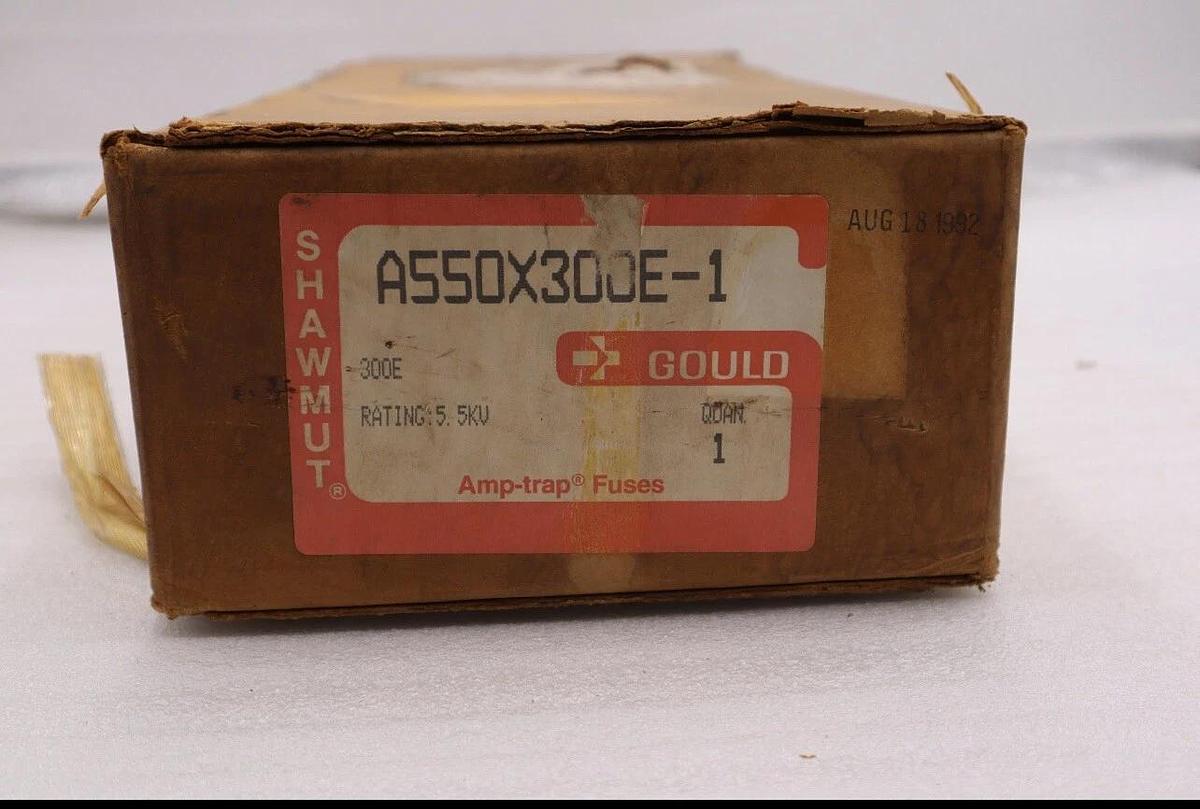 SHAWMUT®
A550X300E-1
AUG 18 1992
300E
GOULD
RATING:5.5KV
QUAN.
1
Amp-trap® Fuses